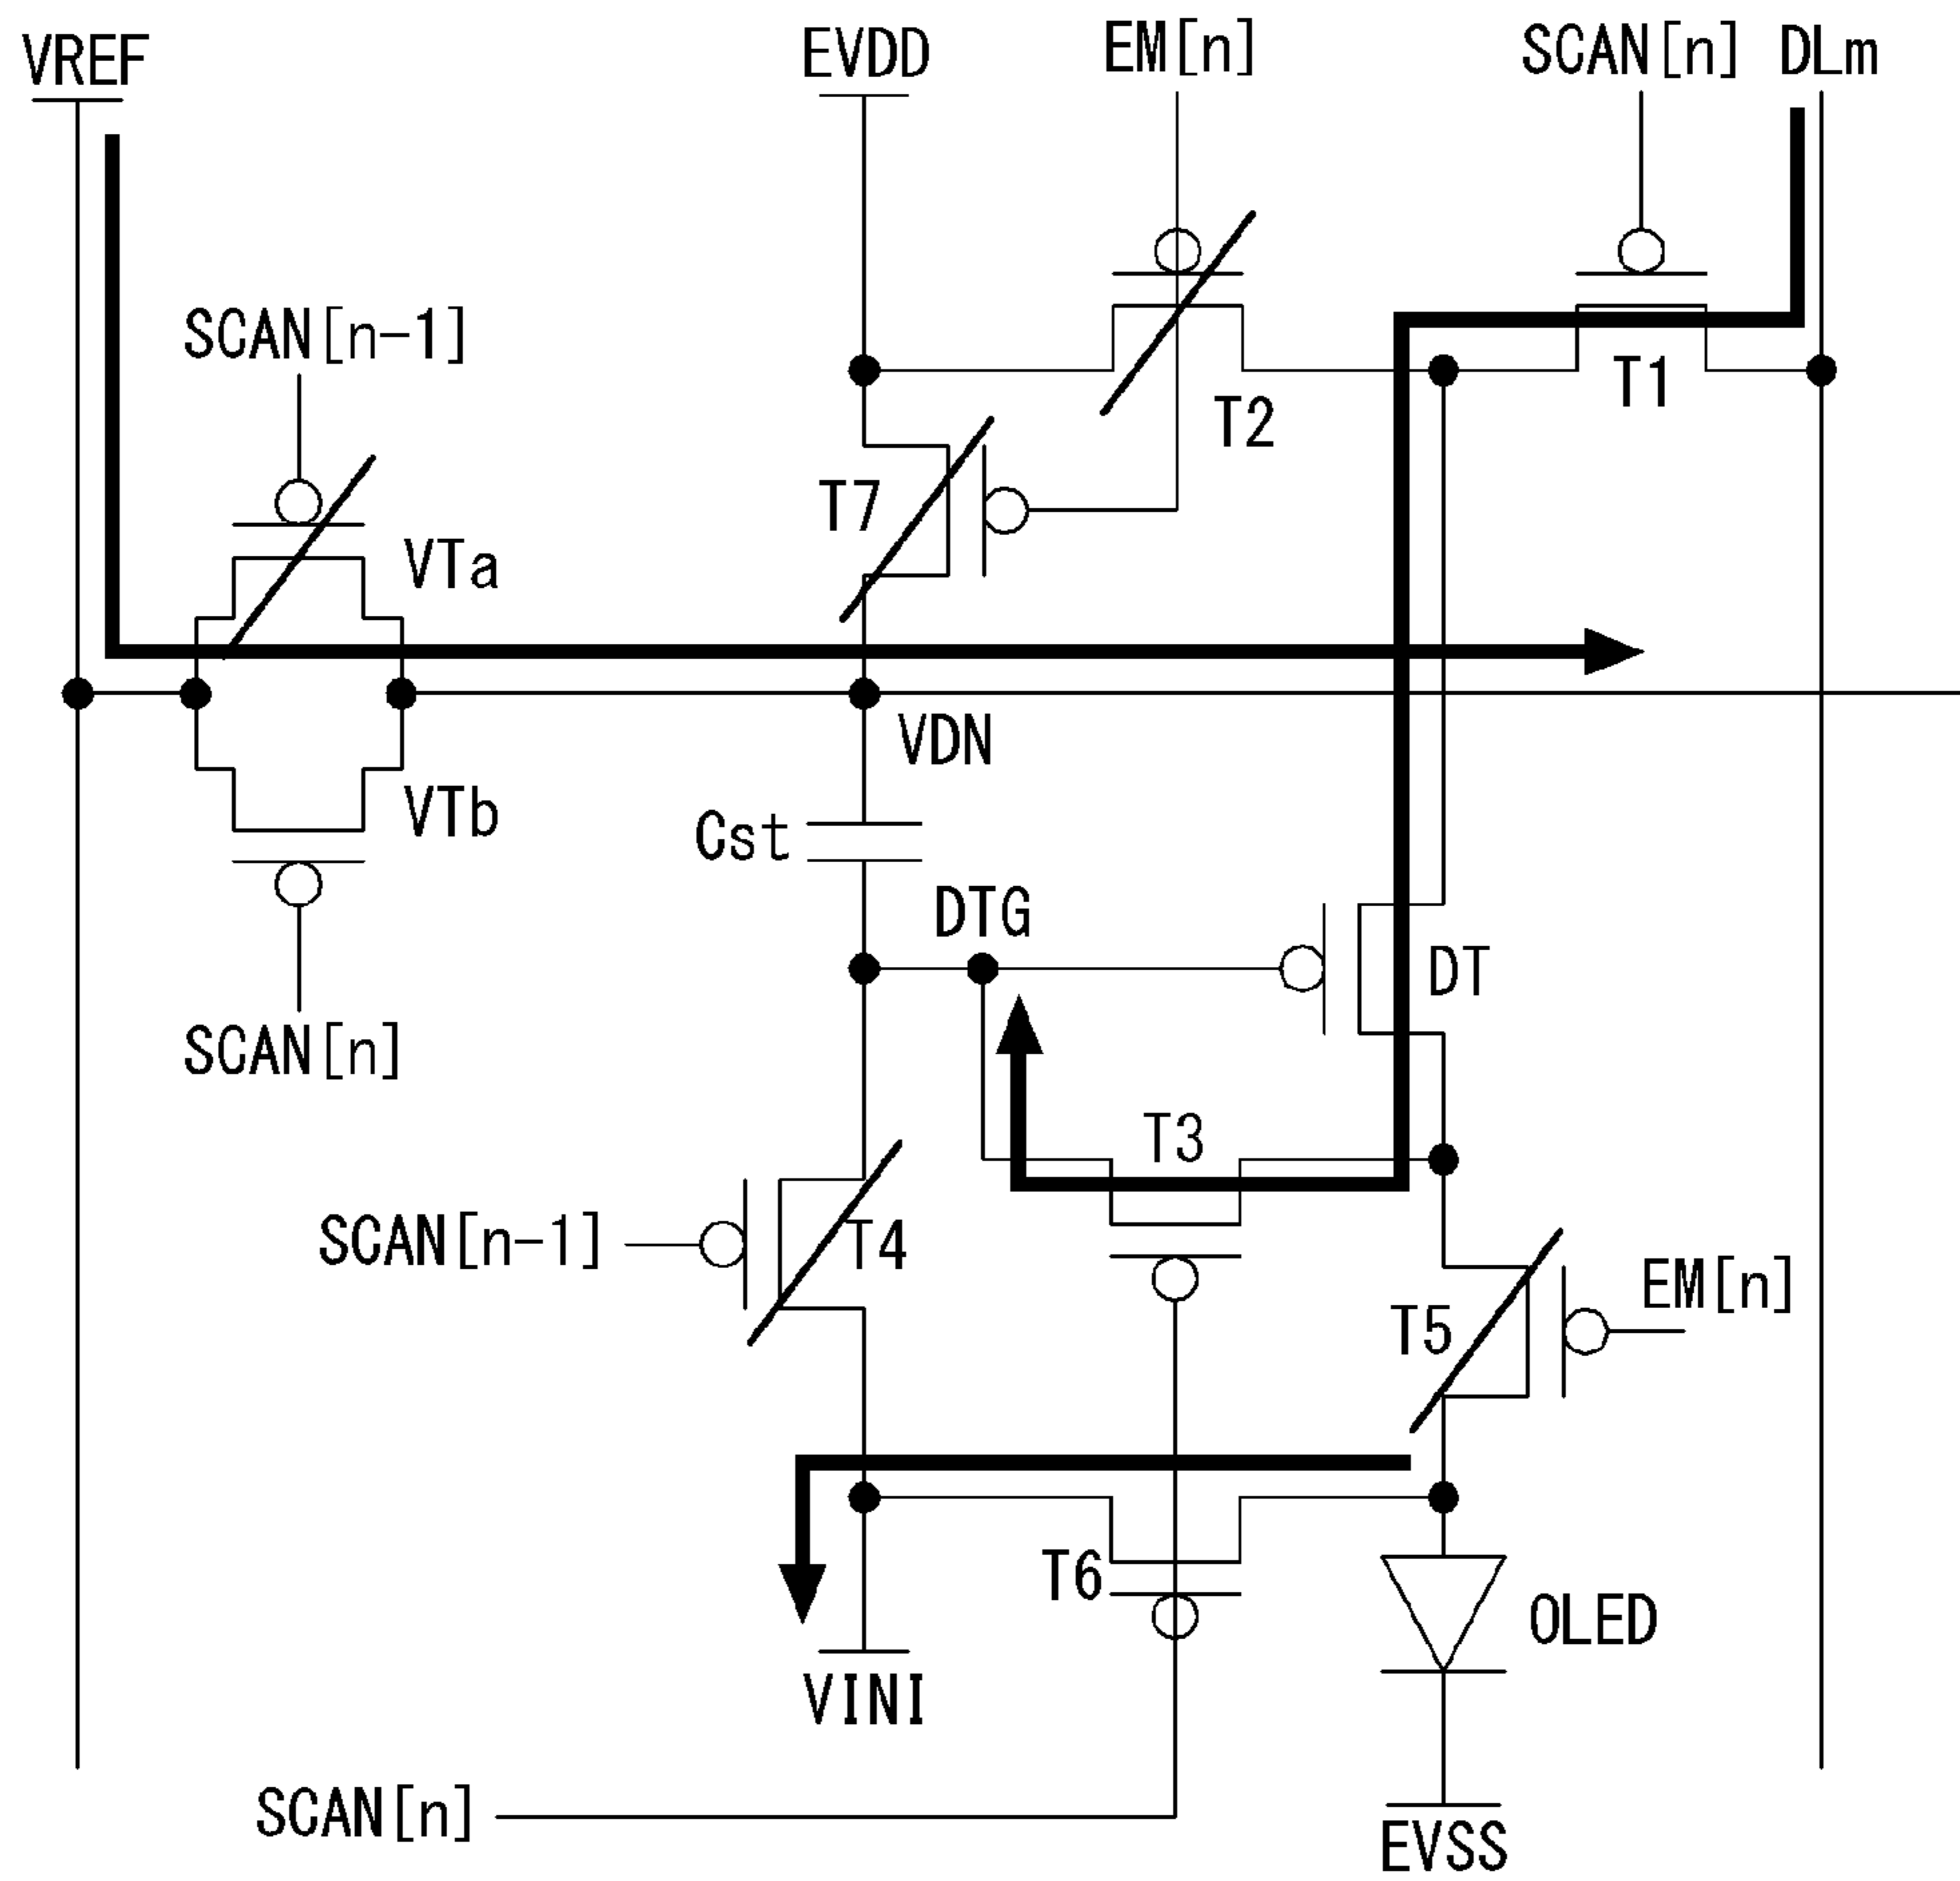 VREF
EVDD
EM[n]
SCAN[n]
DLm
SCAN[n-1]
T1
T2
T7
VTa
VDN
VTb
Cst
DTG
DT
SCAN[n]
T3
SCAN[n-1]
T4
EM[n]
T5
T6
OLED
VINI
SCAN[n]
EVSS